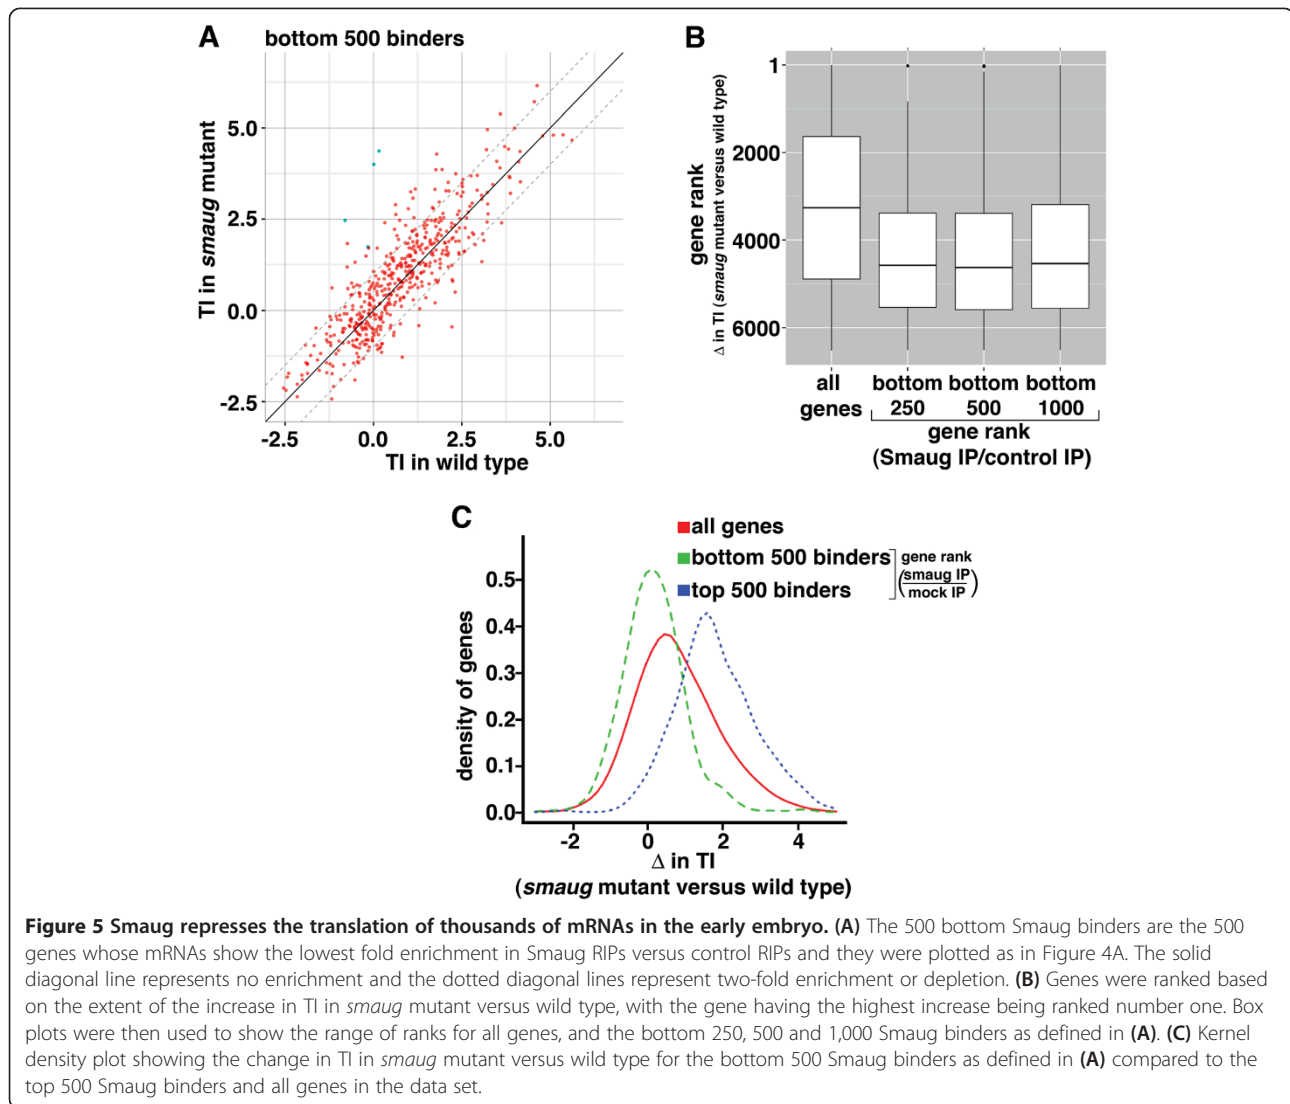 A
bottom 500 binders
TI in smaug mutant
5.0
2.5
0.0
-2.5
-2.5 0.0 2.5 5.0
TI in wild type
B
gene rank
Δ in TI (smaug mutant versus wild type)
1
2000
4000
6000
all genes
bottom 250
bottom 500
bottom 1000
gene rank
(Smaug IP/control IP)
C
all genes
bottom 500 binders
top 500 binders
gene rank
(smaug IP
mock IP)
density of genes
0.5
0.4
0.3
0.2
0.1
0.0
-2 0 2 4
Δ in TI
(smaug mutant versus wild type)
Figure 5 Smaug represses the translation of thousands of mRNAs in the early embryo. (A) The 500 bottom Smaug binders are the 500
genes whose mRNAs show the lowest fold enrichment in Smaug RIPs versus control RIPs and they were plotted as in Figure 4A. The solid
diagonal line represents no enrichment and the dotted diagonal lines represent two-fold enrichment or depletion. (B) Genes were ranked based
on the extent of the increase in TI in smaug mutant versus wild type, with the gene having the highest increase being ranked number one. Box
plots were then used to show the range of ranks for all genes, and the bottom 250, 500 and 1,000 Smaug binders as defined in (A). (C) Kernel
density plot showing the change in TI in smaug mutant versus wild type for the bottom 500 Smaug binders as defined in (A) compared to the
top 500 Smaug binders and all genes in the data set.